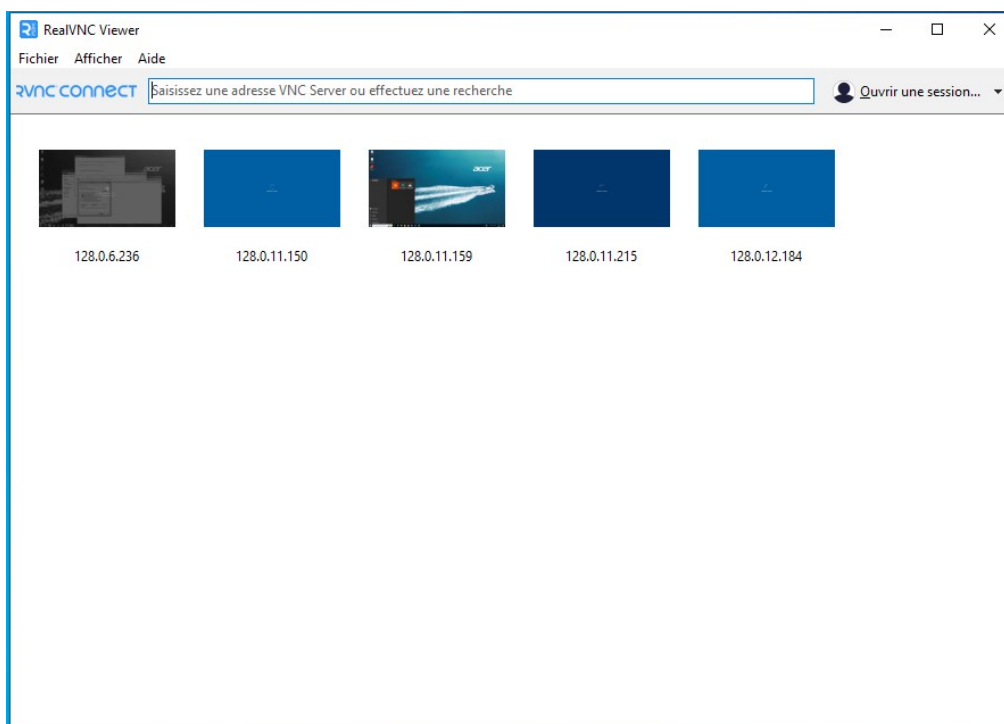 RealVNC Viewer
Fichier Afficher Aide
RVNC CONNECT Saisissez une adresse VNC Server ou effectuez une recherche Ouvrir une session...
acer acer
128.0.6.236 128.0.11.150 128.0.11.159 128.0.11.215 128.0.12.184